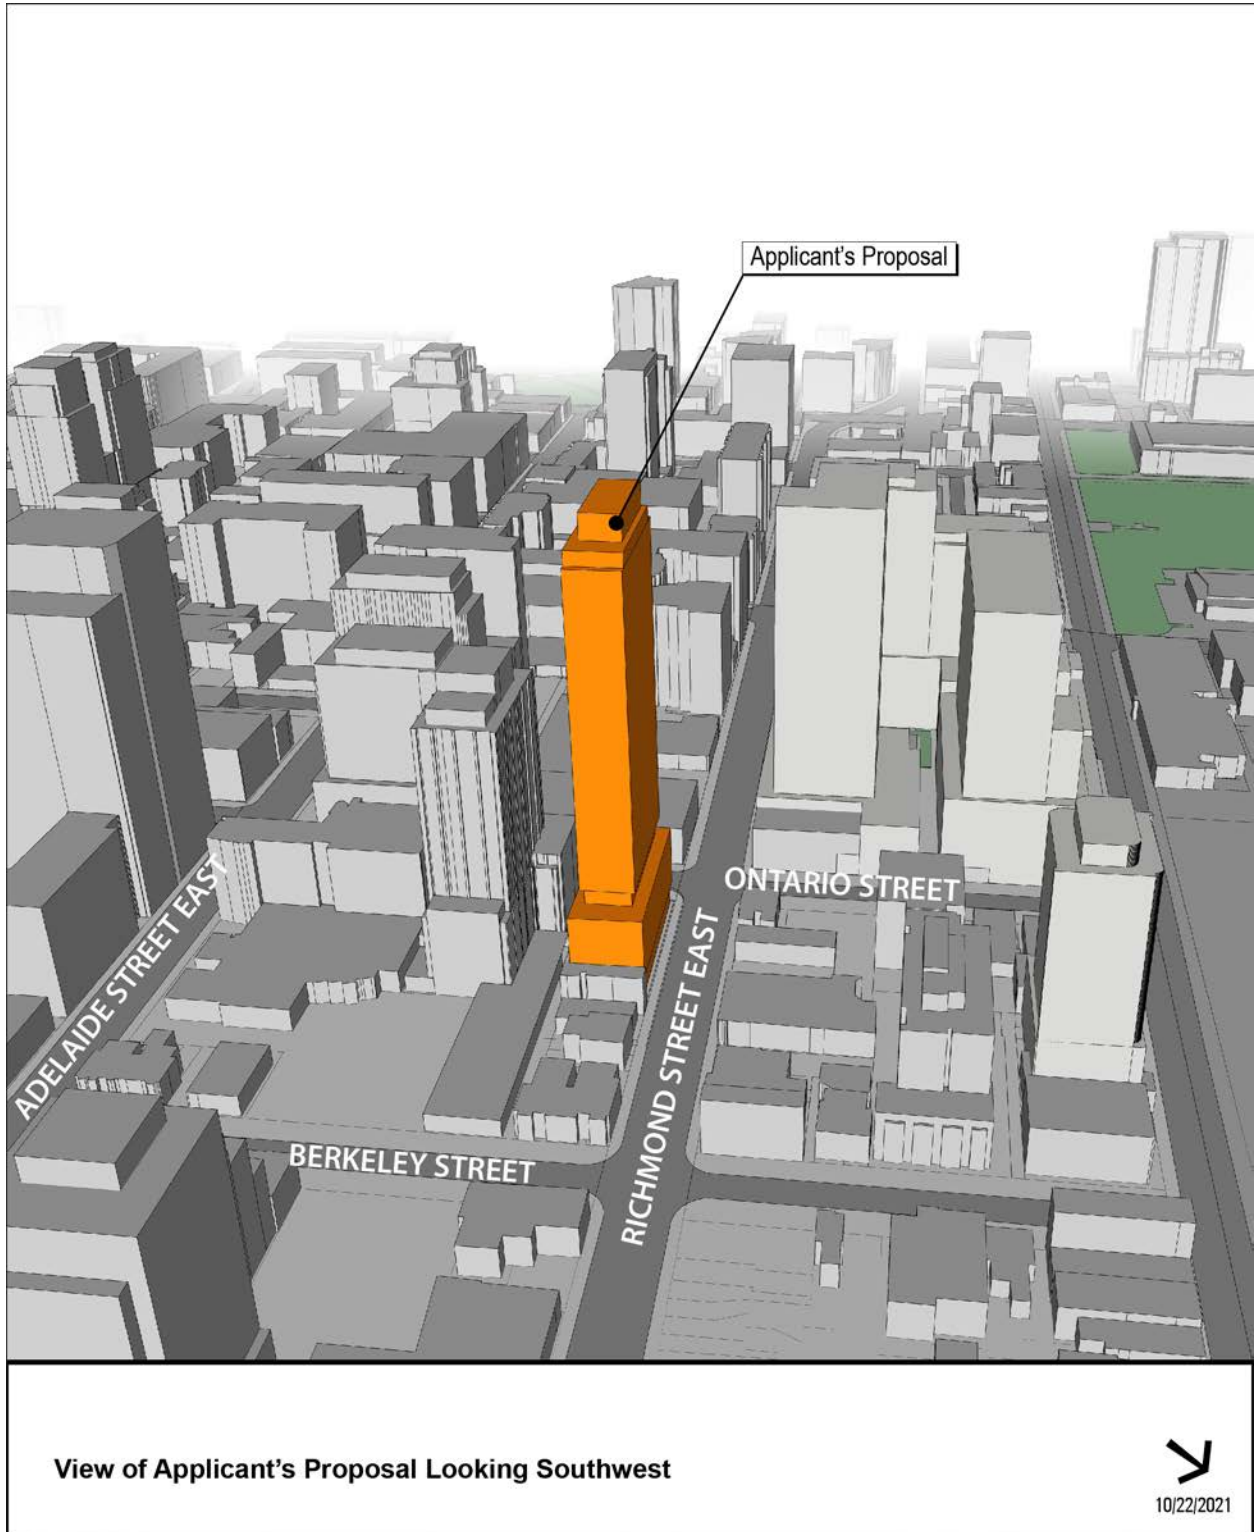 Applicant's Proposal
ONTARIO STREET
ADELAIDE STREET EAST
RICHMOND STREET EAST
BERKELEY STREET
View of Applicant's Proposal Looking Southwest
10/22/2021